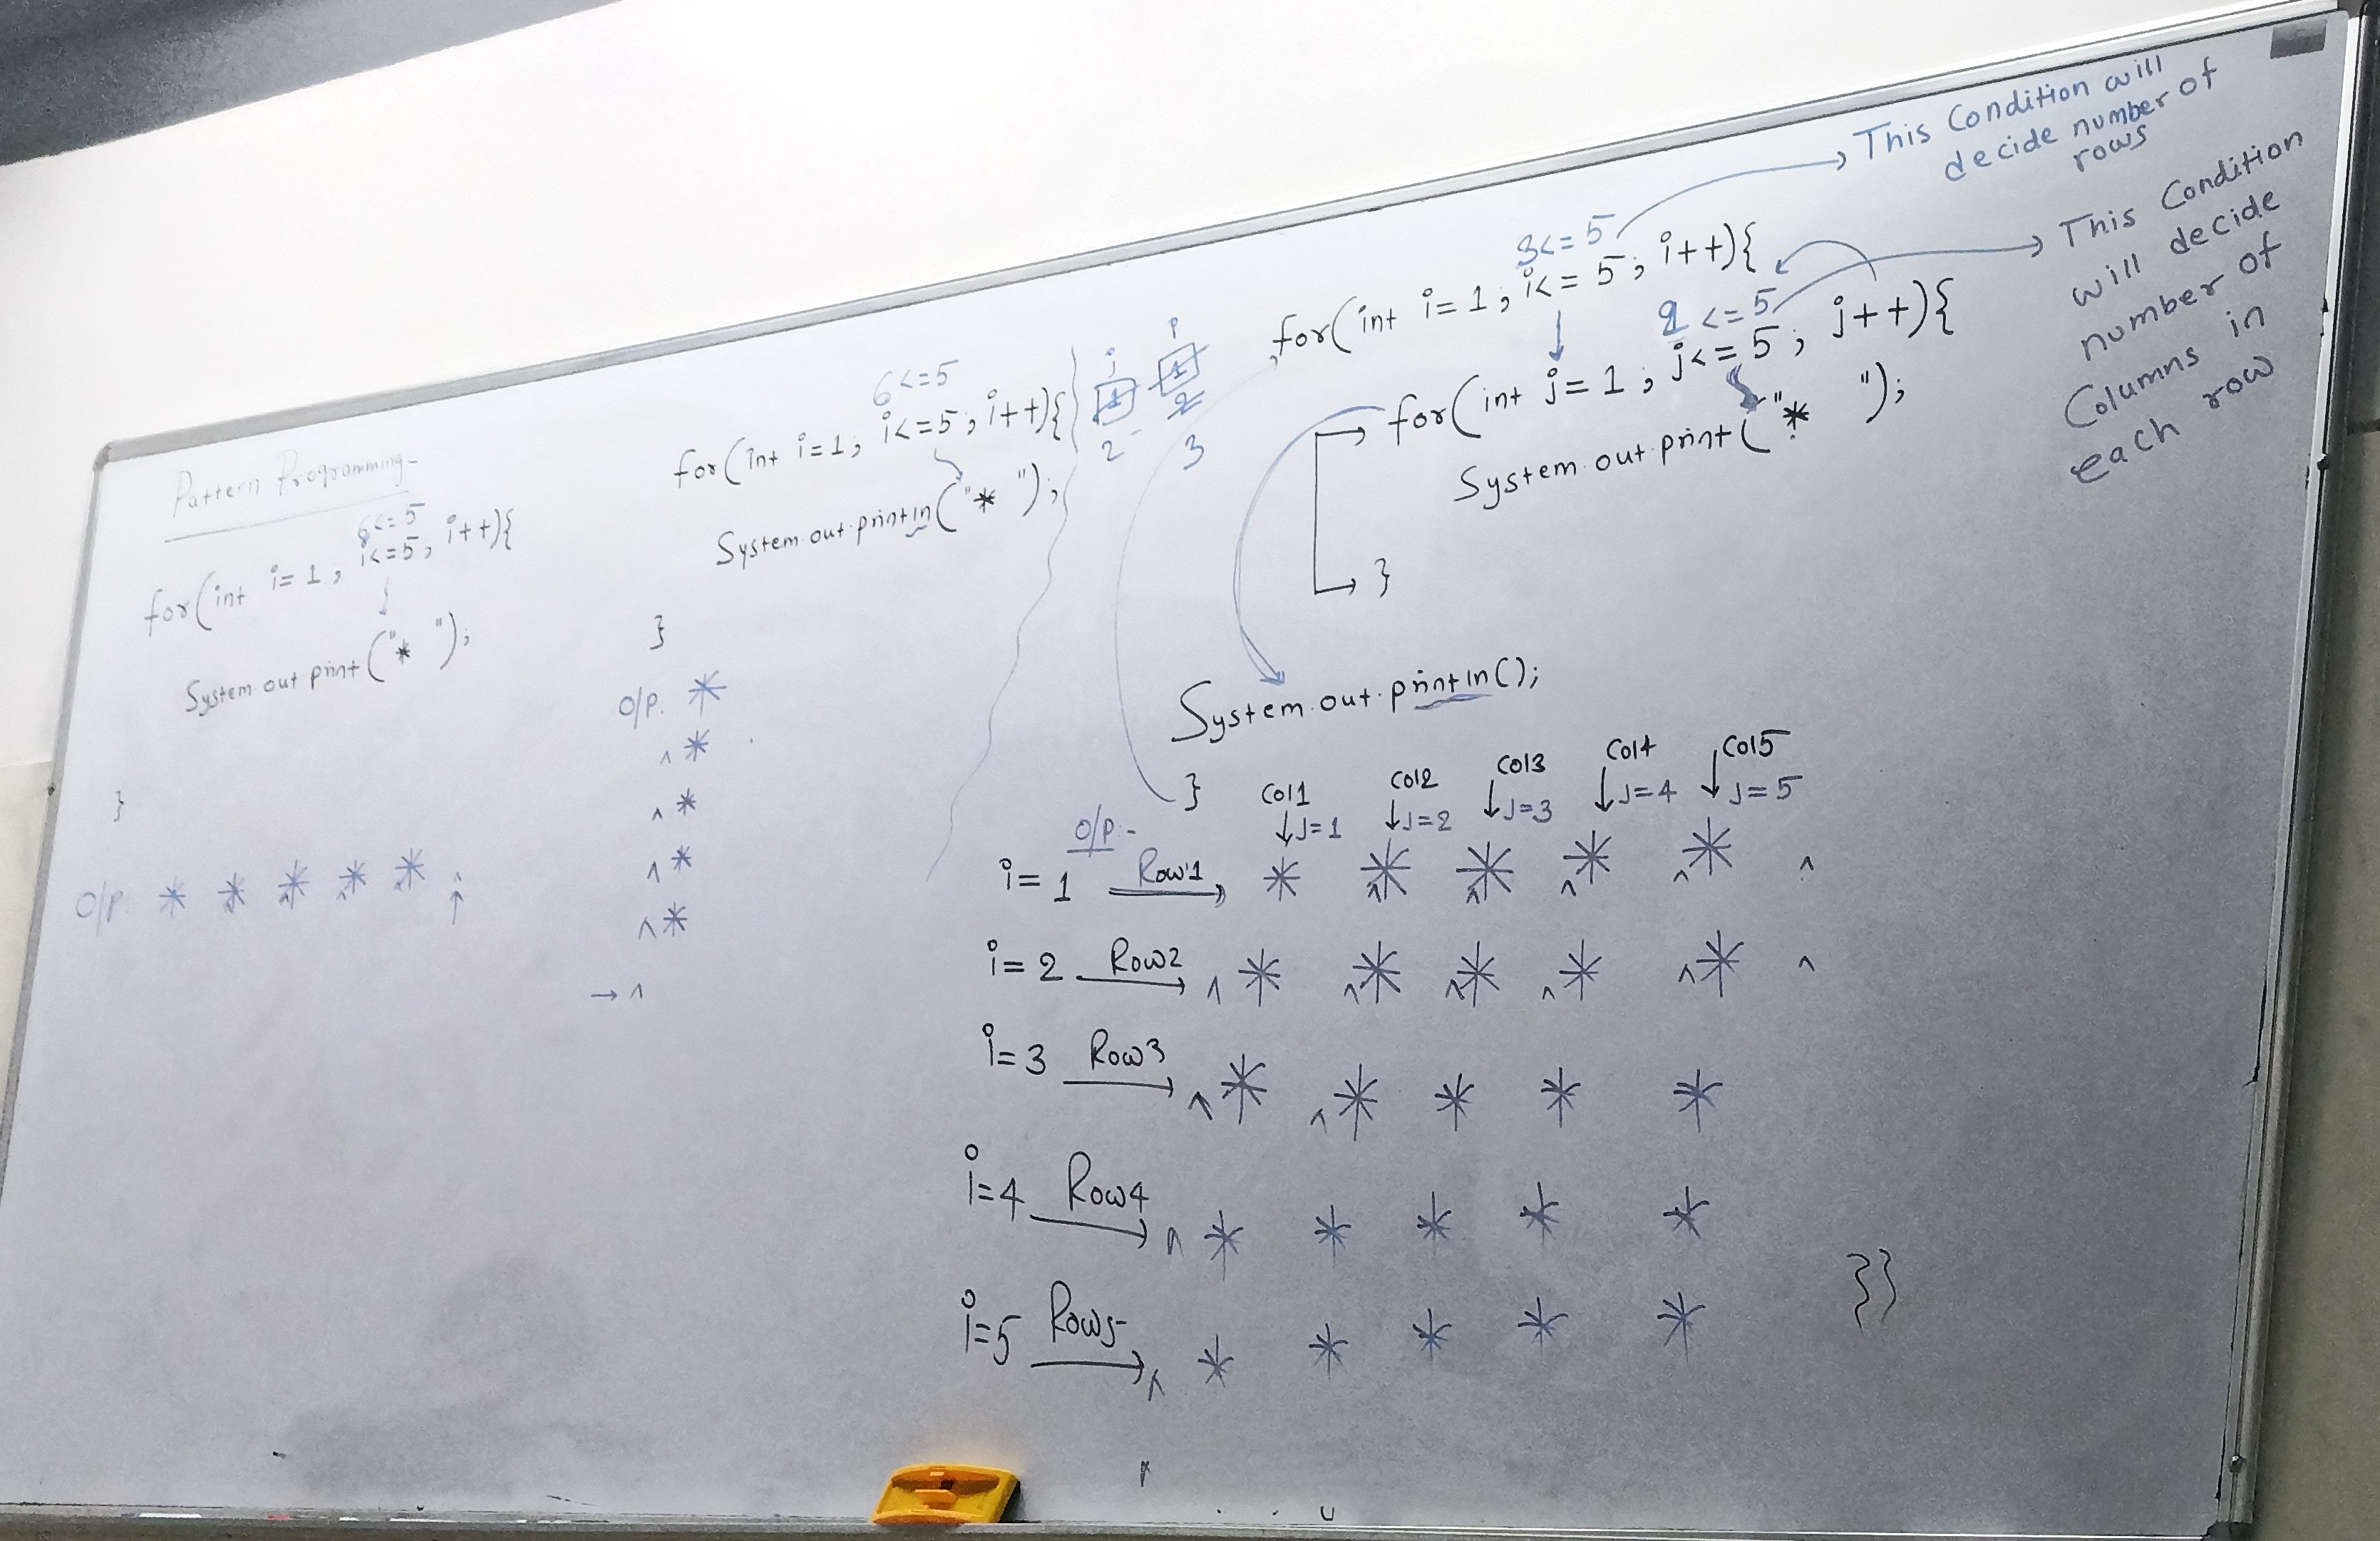 Pattern Programming
6<=5
for(int i=1; i<=5; i++){
System.out.print("* ");
}
O/P. * * * * * ^
↑
6<=5
for(int i=1; i<=5; i++){
System.out.println("* ");
}
O/P. *
^ *
^ *
^ *
^ *
→ ^
j i
1 1
2 2
3
3<=5 → This Condition will
decide number of
rows
for(int i=1; i<=5; i++){
2<=5 → This Condition
will decide
number of
Columns in
each row
for(int j=1; j<=5; j++){
System.out.print("* ");
}
System.out.println();
}
Col1 Col2 Col3 Col4 Col5
↓J=1 ↓J=2 ↓J=3 ↓J=4 ↓J=5
O/P:-
i=1 Row1 → * ^* ^* ^* ^* ^
i=2 Row2 → ^* ^* ^* ^* ^* ^
i=3 Row3 → ^* ^* * * *
i=4 Row4 → ^* * * * *
i=5 Row5 → ^* * * * *
}}